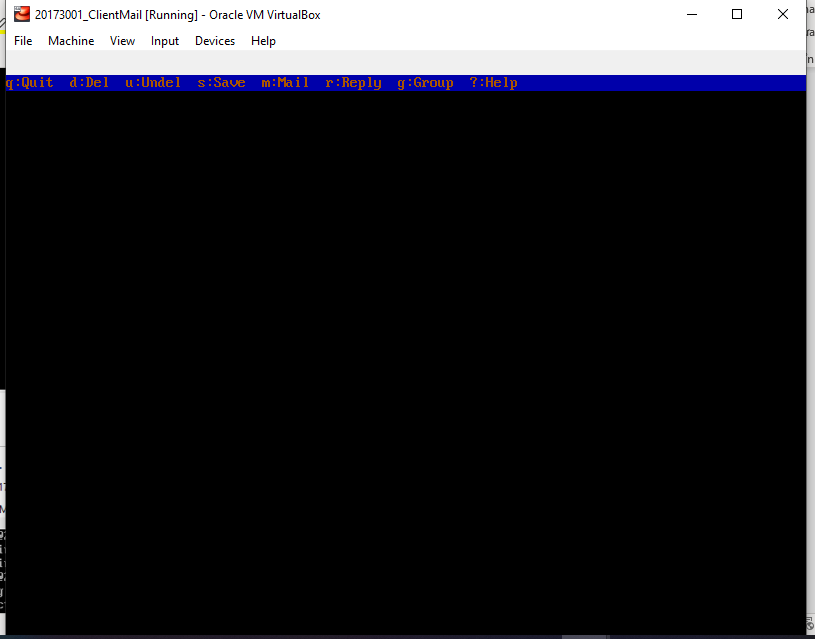 20173001_ClientMail [Running] - Oracle VM VirtualBox
File Machine View Input Devices Help
q:Quit d:Del u:Undel s:Save m:Mail r:Reply g:Group ?:Help